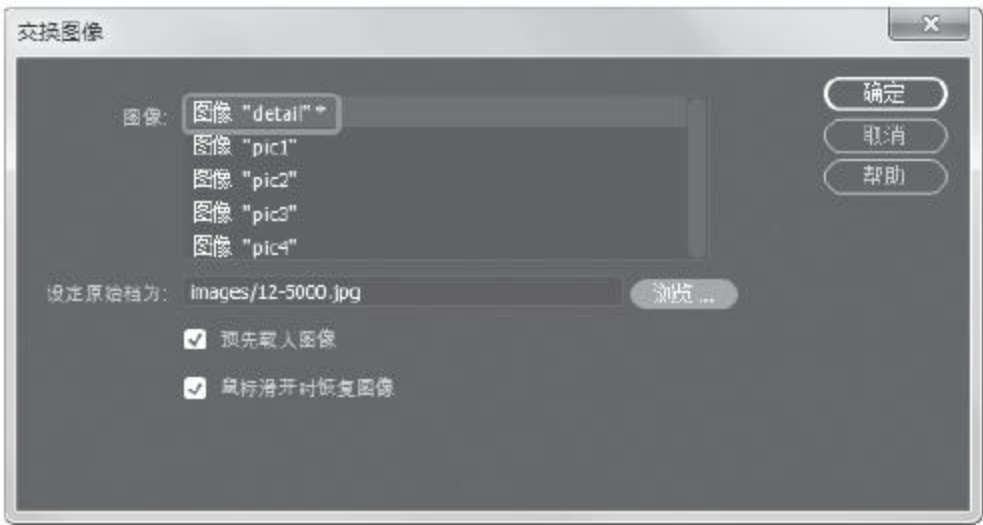 交换图像
图像:
图像 "detail" *
图像 "pic1"
图像 "pic2"
图像 "pic3"
图像 "pic4"
确定
取消
帮助
设定原始档为:
images/12-5000.jpg
浏览 ...
预先载入图像
鼠标滑开时恢复图像